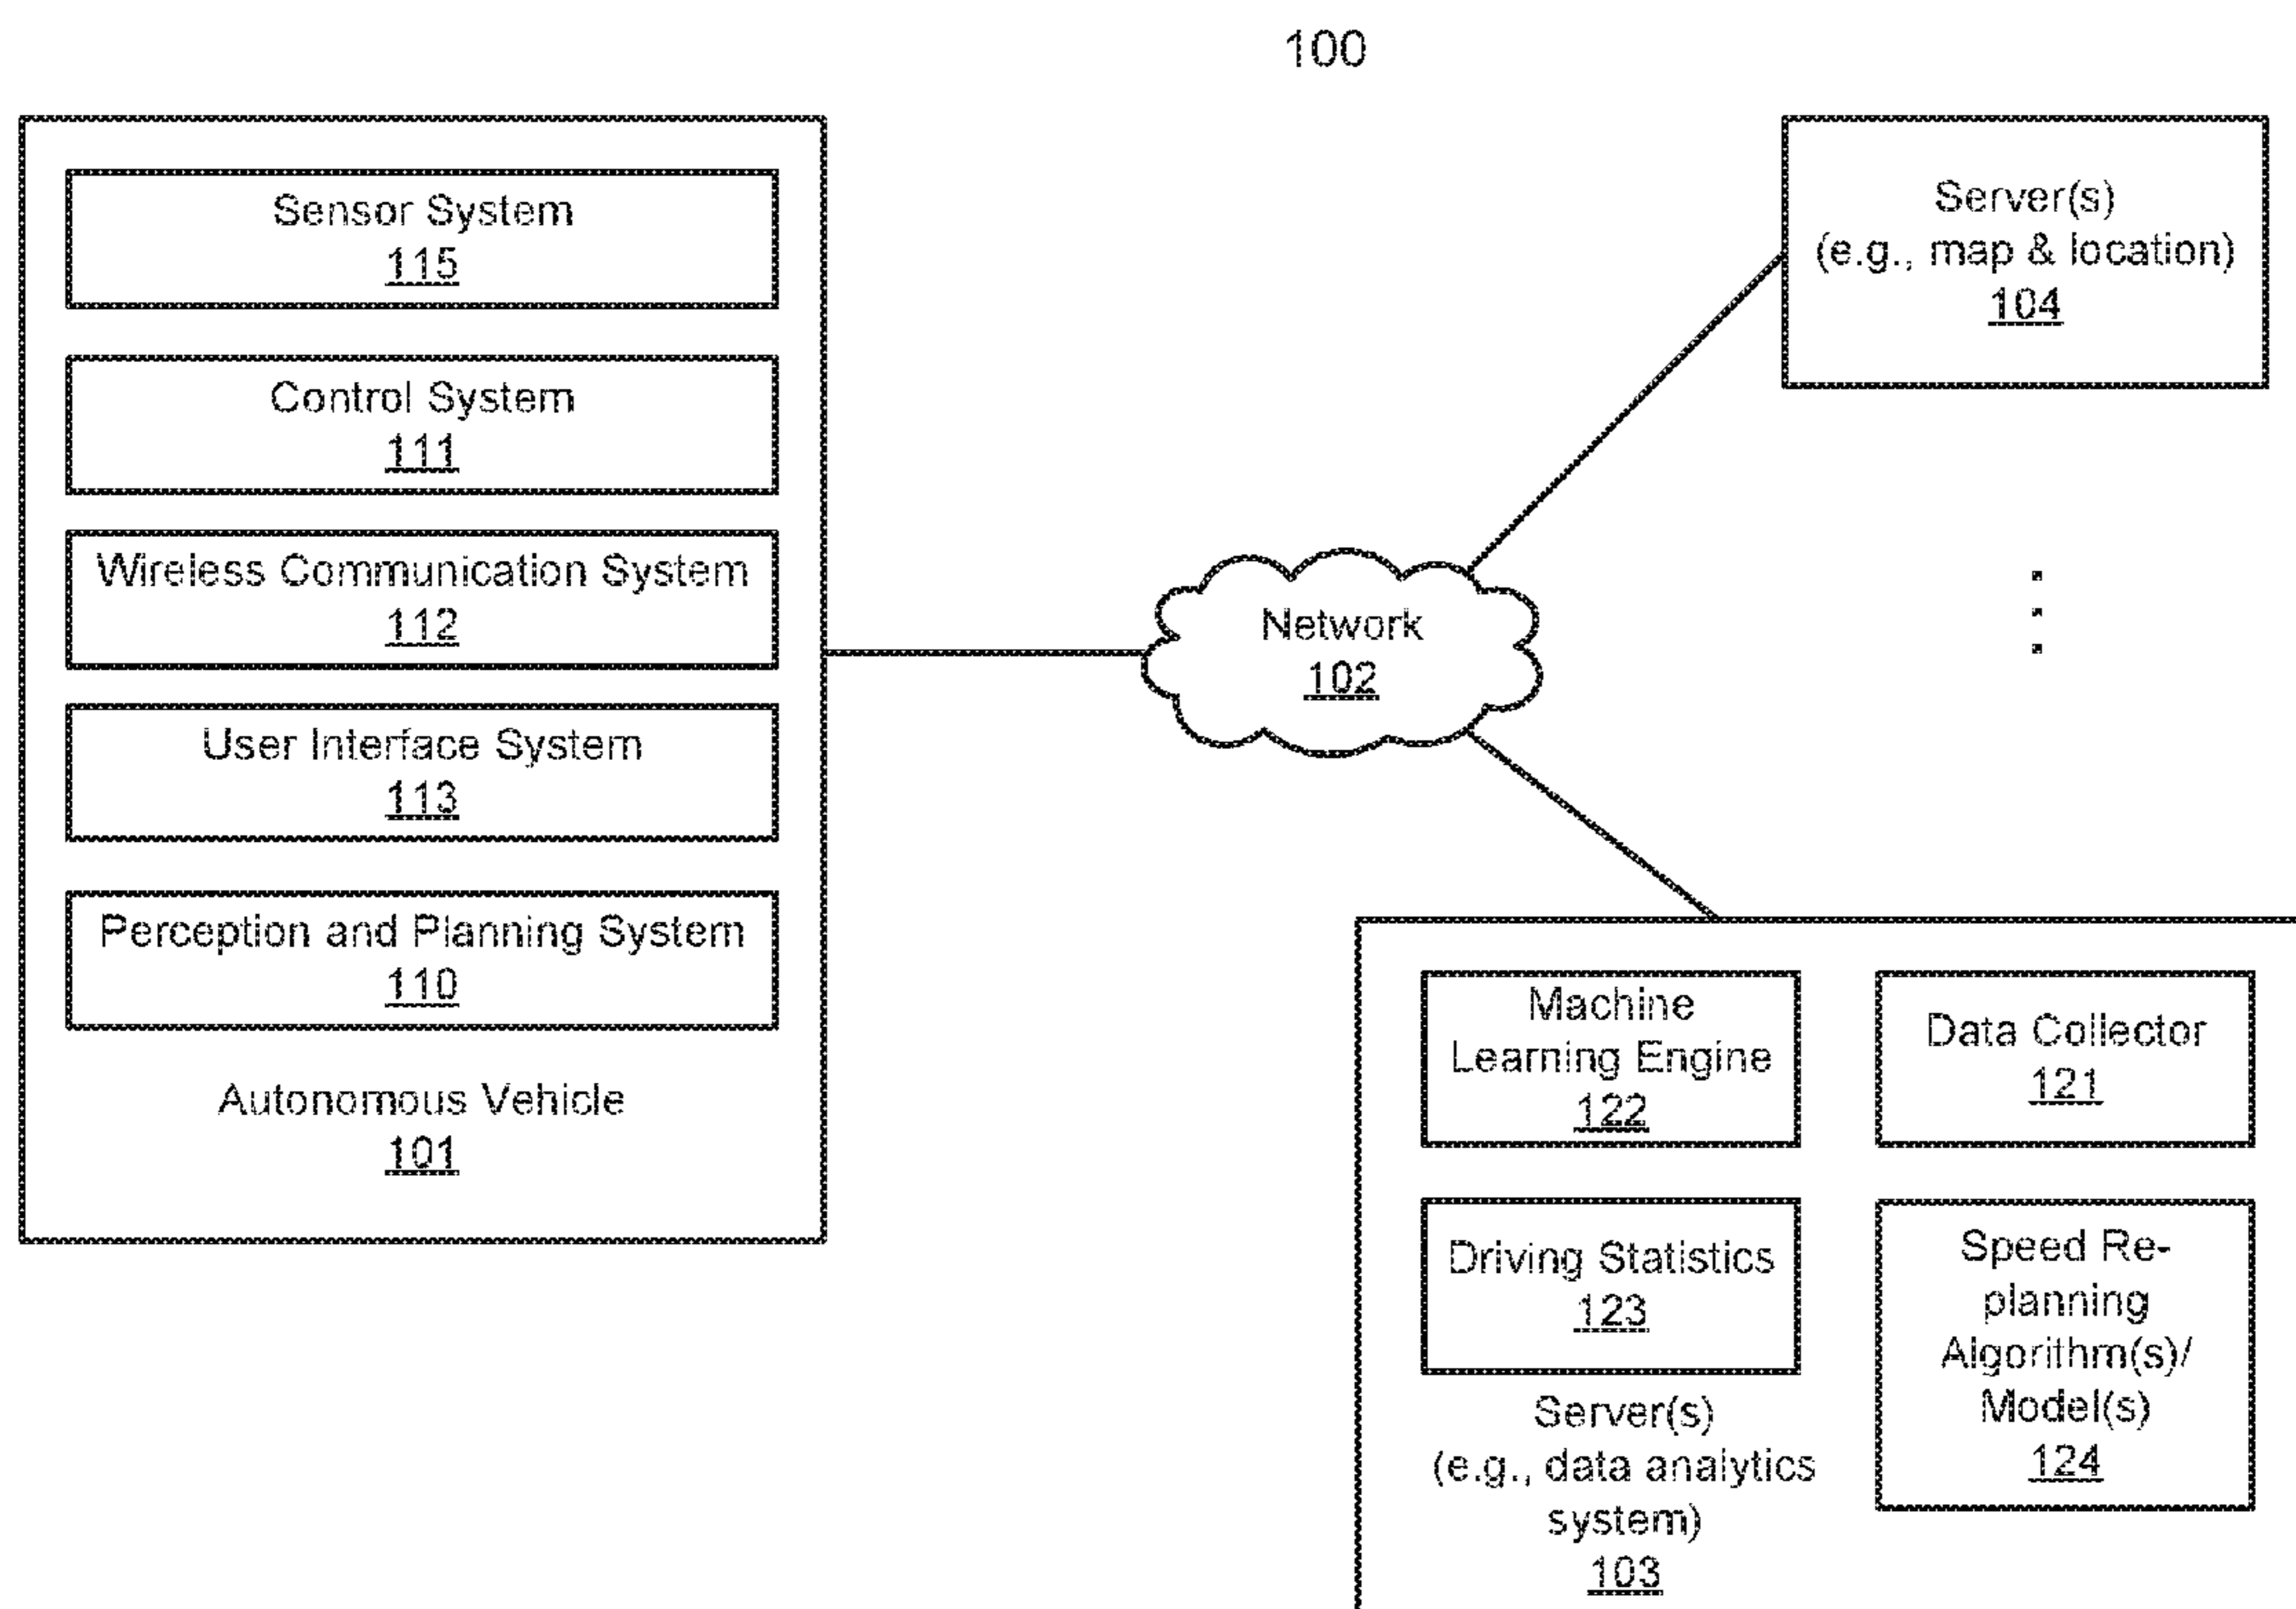 100
Sensor System
115
Control System
111
Wireless Communication System
112
User Interface System
113
Perception and Planning System
110
Autonomous Vehicle
101
Network
102
Server(s)
(e.g., map & location)
104
Machine
Learning Engine
122
Data Collector
121
Driving Statistics
123
Speed Re-
planning
Algorithm(s)/
Model(s)
124
Server(s)
(e.g., data analytics
system)
103